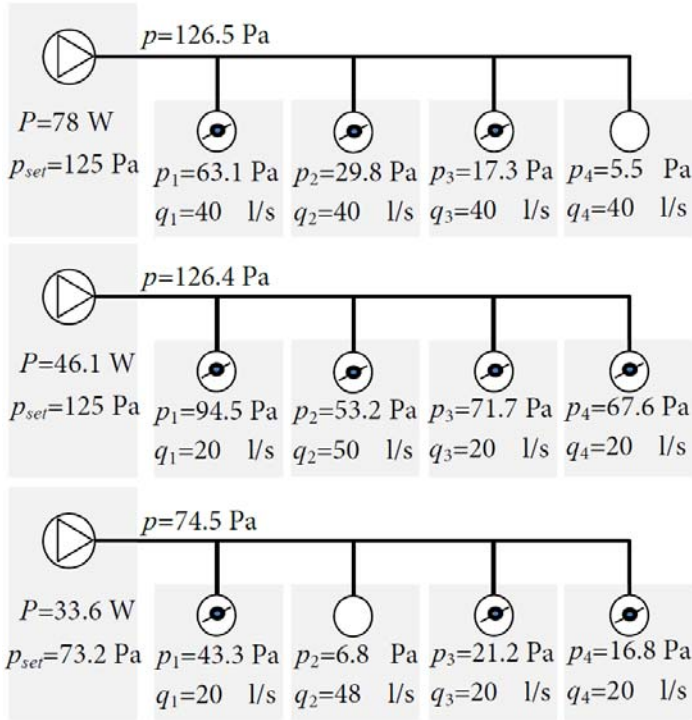 p=126.5 Pa
P=78 W
pset=125 Pa
p1=63.1 Pa p2=29.8 Pa p3=17.3 Pa p4=5.5 Pa
q1=40 l/s q2=40 l/s q3=40 l/s q4=40 l/s
p=126.4 Pa
P=46.1 W
pset=125 Pa
p1=94.5 Pa p2=53.2 Pa p3=71.7 Pa p4=67.6 Pa
q1=20 l/s q2=50 l/s q3=20 l/s q4=20 l/s
p=74.5 Pa
P=33.6 W
pset=73.2 Pa
p1=43.3 Pa p2=6.8 Pa p3=21.2 Pa p4=16.8 Pa
q1=20 l/s q2=48 l/s q3=20 l/s q4=20 l/s